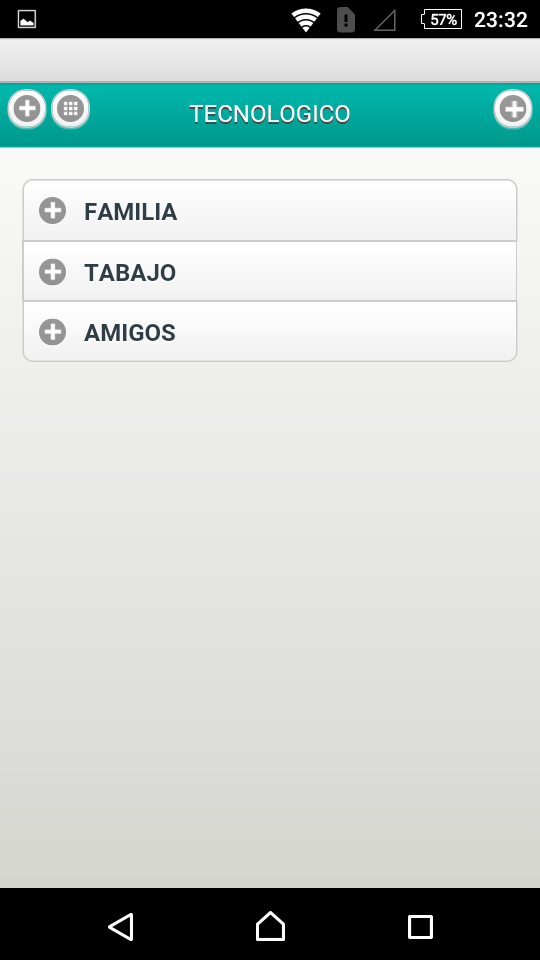 57% 23:32
TECNOLOGICO
FAMILIA
TABAJO
AMIGOS